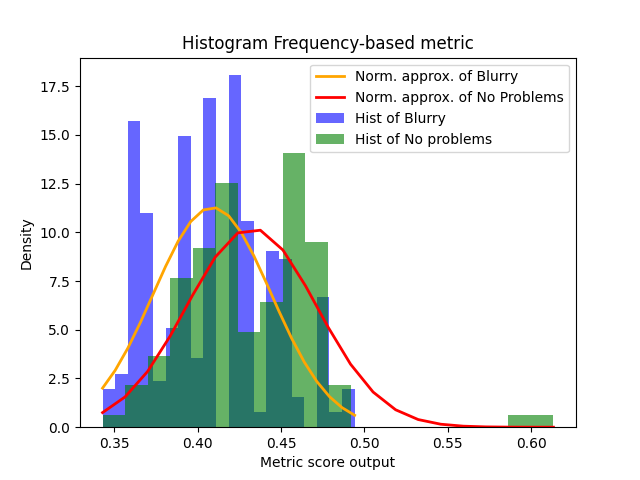 Histogram Frequency-based metric
Norm. approx. of Blurry
Norm. approx. of No Problems
Hist of Blurry
Hist of No problems
Density
17.5
15.0
12.5
10.0
7.5
5.0
2.5
0.0
0.35
0.40
0.45
0.50
0.55
0.60
Metric score output